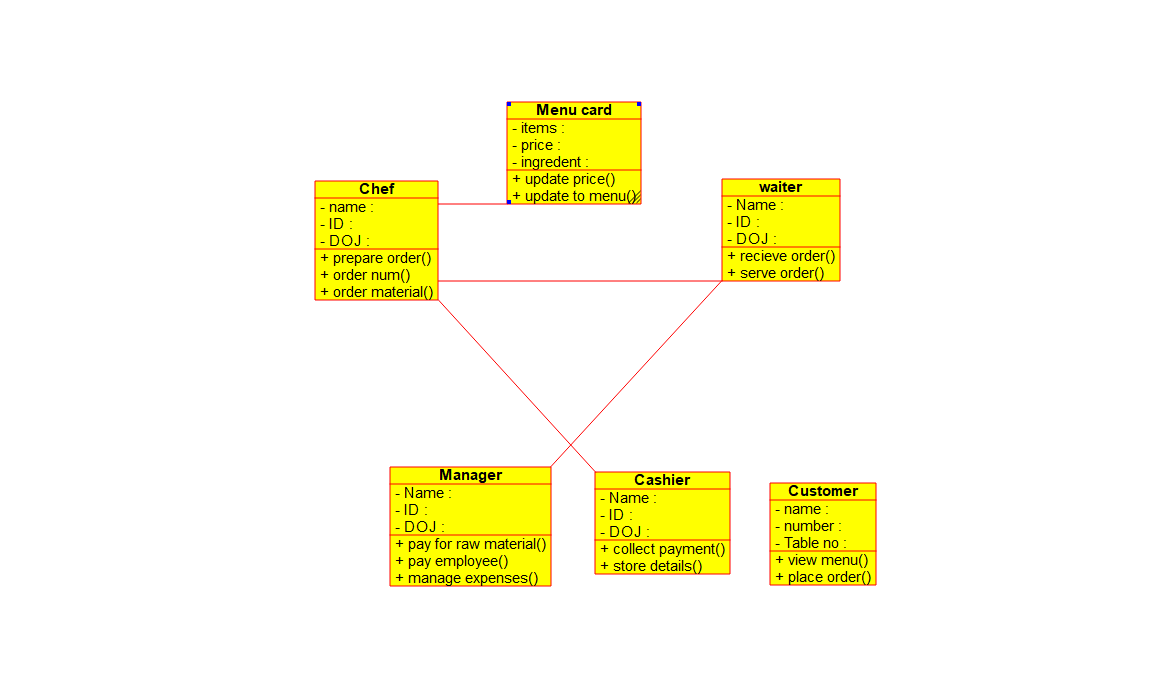 Menu card
- items :
- price :
- ingredent :
+ update price()
+ update to menu()
Chef
- name :
- ID :
- DOJ :
+ prepare order()
+ order num()
+ order material()
waiter
- Name :
- ID :
- DOJ :
+ recieve order()
+ serve order()
Manager
- Name :
- ID :
- DOJ :
+ pay for raw material()
+ pay employee()
+ manage expenses()
Cashier
- Name :
- ID :
- DOJ :
+ collect payment()
+ store details()
Customer
- name :
- number :
- Table no :
+ view menu()
+ place order()